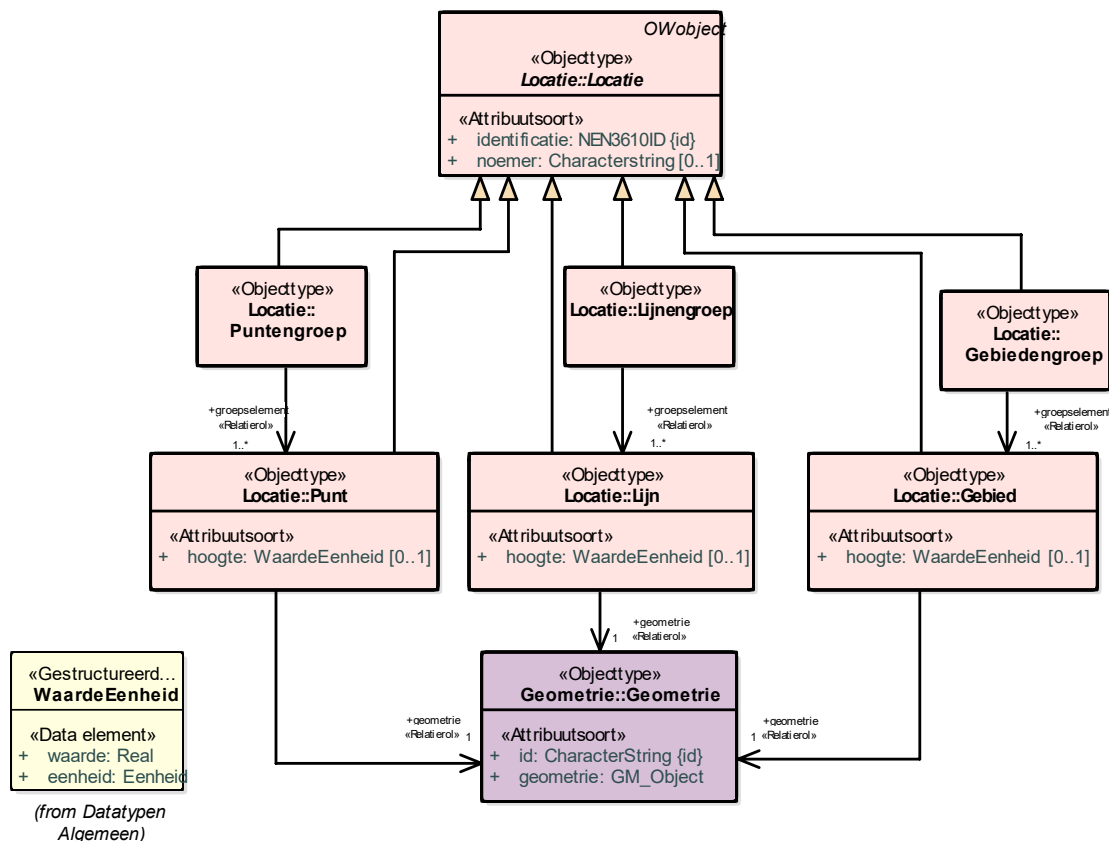 OWobject
«Objecttype»
Locatie::Locatie
«Attribuutsoort»
+ identificatie: NEN3610ID {id}
+ noemer: Characterstring [0..1]
«Objecttype»
Locatie::
Puntengroep
«Objecttype»
Locatie::Lijnengroep
«Objecttype»
Locatie::
Gebiedengroep
+groepselement
«Relatierol»
1..*
+groepselement
«Relatierol»
1..*
+groepselement
«Relatierol»
1..*
«Objecttype»
Locatie::Punt
«Attribuutsoort»
+ hoogte: WaardeEenheid [0..1]
«Objecttype»
Locatie::Lijn
«Attribuutsoort»
+ hoogte: WaardeEenheid [0..1]
«Objecttype»
Locatie::Gebied
«Attribuutsoort»
+ hoogte: WaardeEenheid [0..1]
+geometrie
1 «Relatierol»
«Gestructureerd...
WaardeEenheid
«Data element»
+ waarde: Real
+ eenheid: Eenheid
(from Datatypen
Algemeen)
+geometrie
«Relatierol» 1
«Objecttype»
Geometrie::Geometrie
«Attribuutsoort»
+ id: CharacterString {id}
+ geometrie: GM_Object
+geometrie
1 «Relatierol»